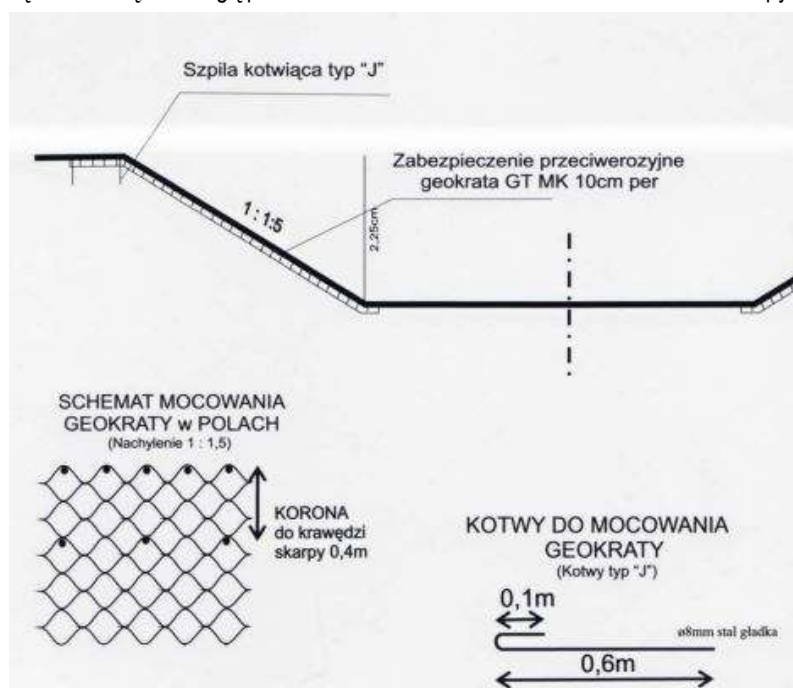 Szpila kotwiąca typ “J”
Zabezpieczenie przeciwerozyjne
geokrata GT MK 10cm per
1 : 1:5
2,25cm
SCHEMAT MOCOWANIA
GEOKRATY w POLACH
(Nachylenie 1 : 1,5)
KORONA
do krawędzi
skarpy 0,4m
KOTWY DO MOCOWANIA
GEOKRATY
(Kotwy typ “J”)
0,1m
ø8mm stal gładka
0,6m